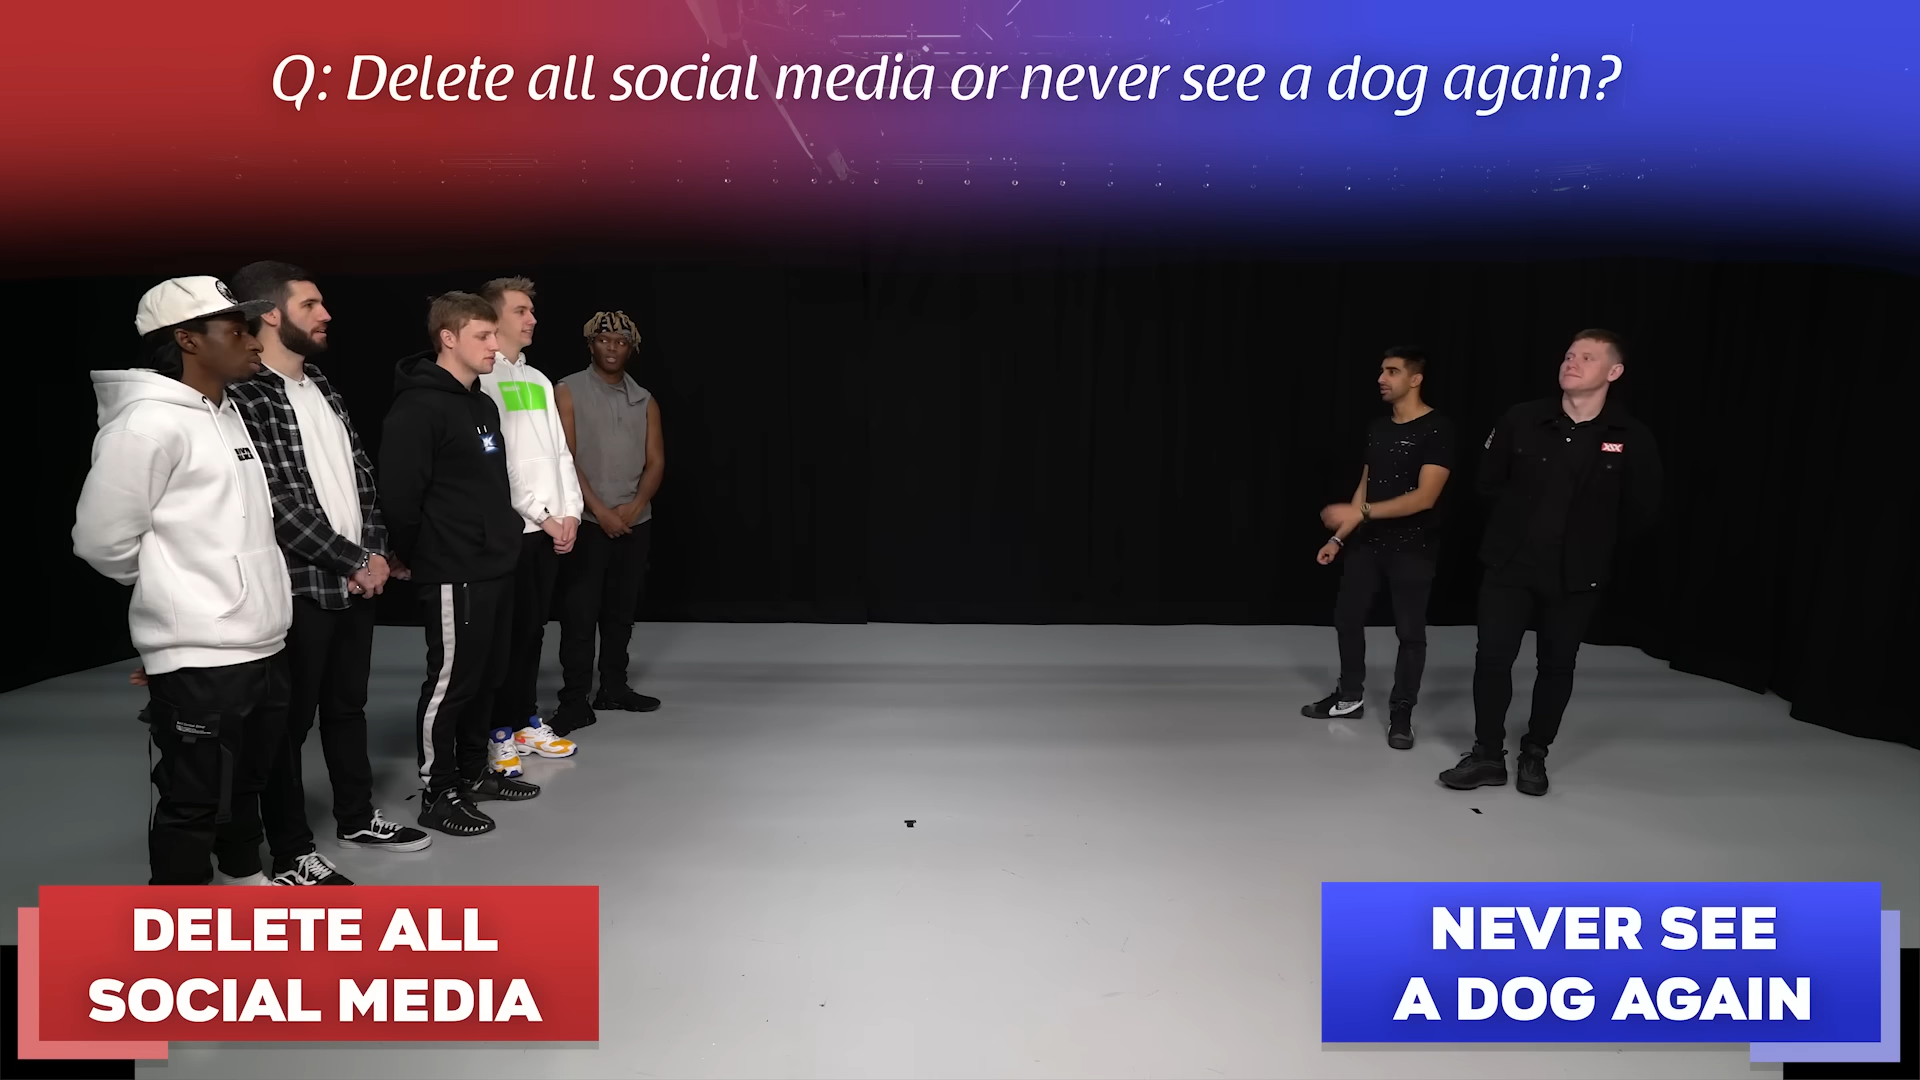 Q: Delete all social media or never see a dog again?
DELETE ALL
SOCIAL MEDIA
NEVER SEE
A DOG AGAIN